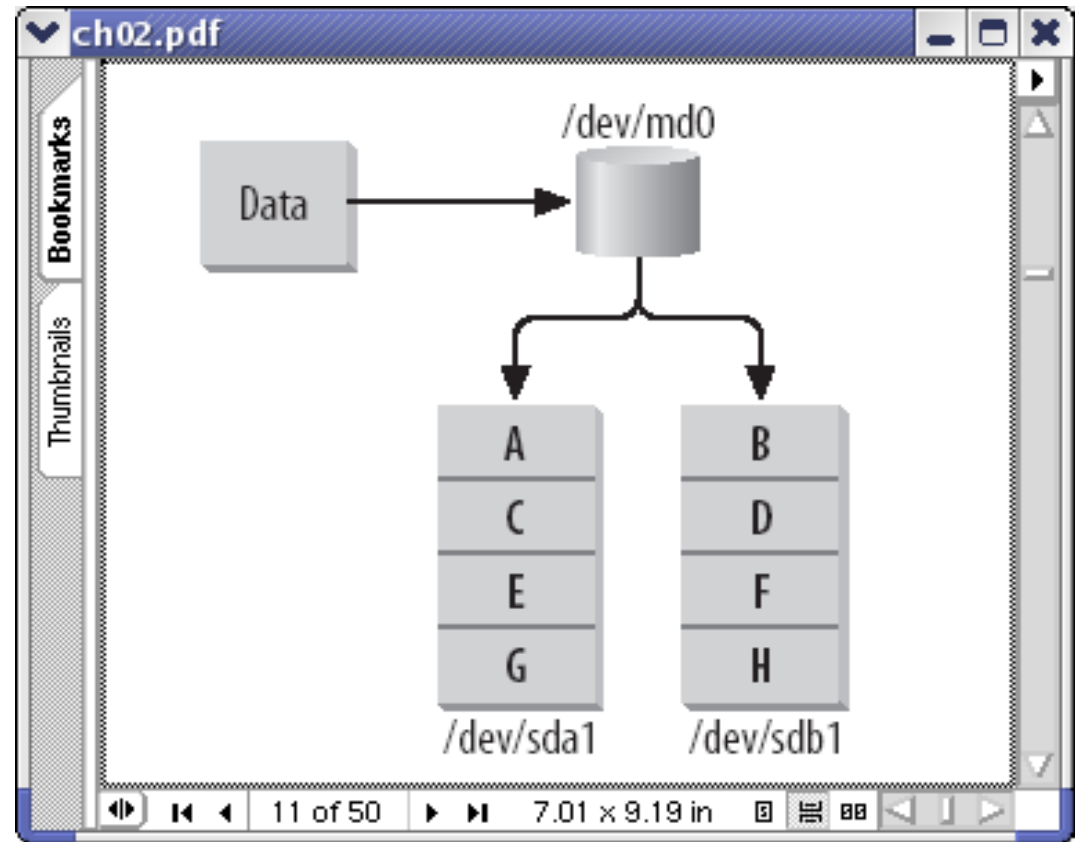 ch02.pdf
Bookmarks
Thumbnails
/dev/md0
Data
A
B
C
D
E
F
G
H
/dev/sda1
/dev/sdb1
11 of 50
7.01 x 9.19 in